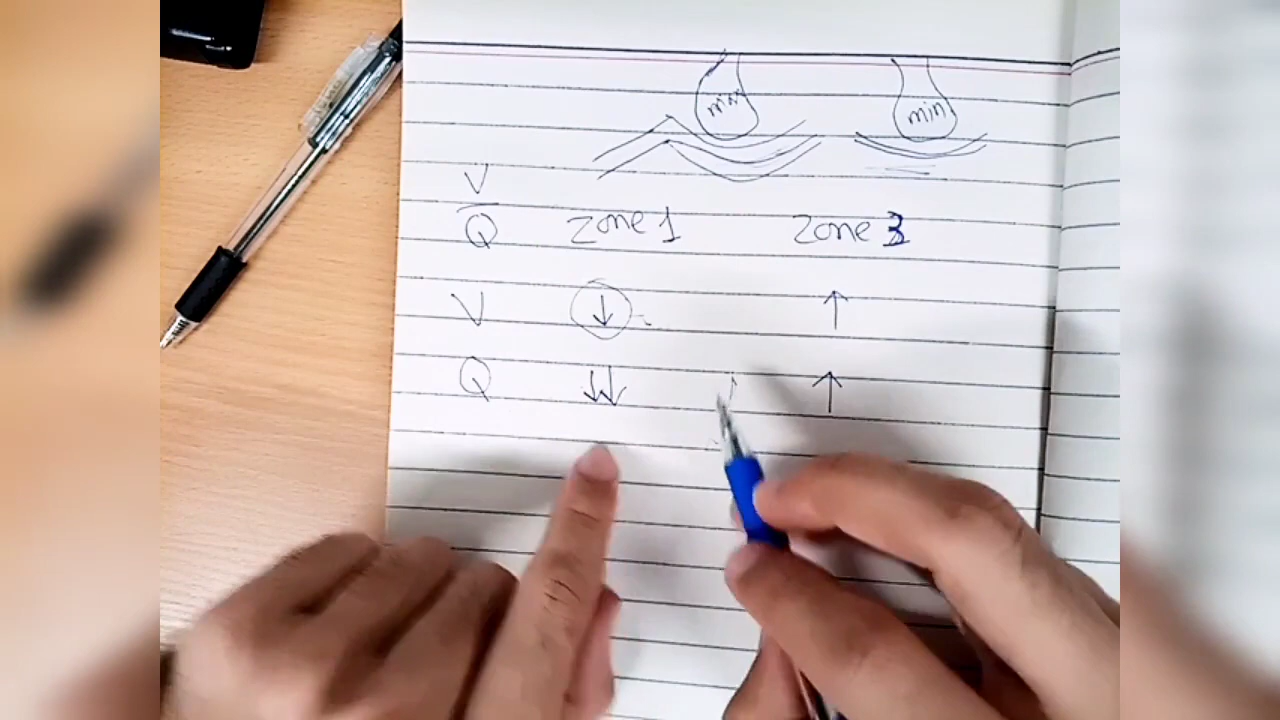 max min
V
Q zone 1 zone 3
V ↓ ↑
Q ↓↓ ↑